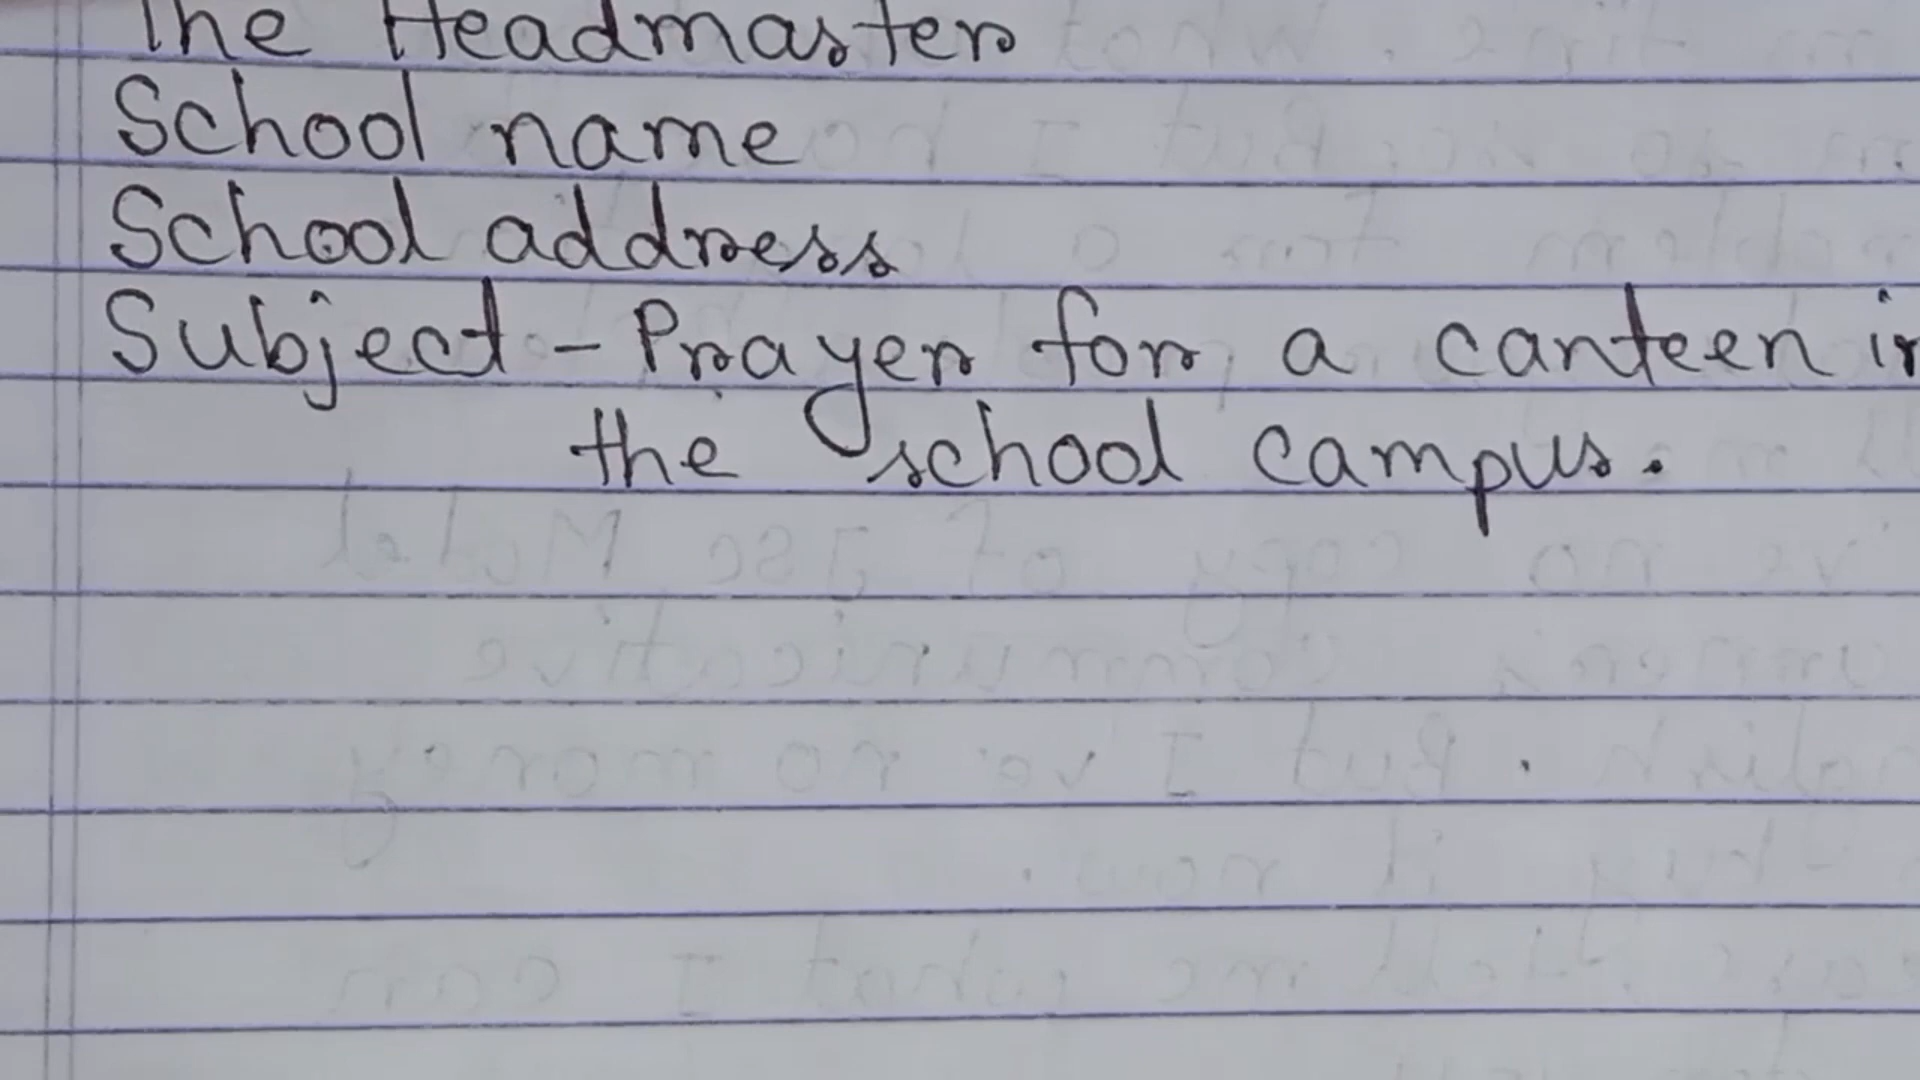 The Headmaster
School name
School address
Subject - Prayer for a canteen in
the school campus.